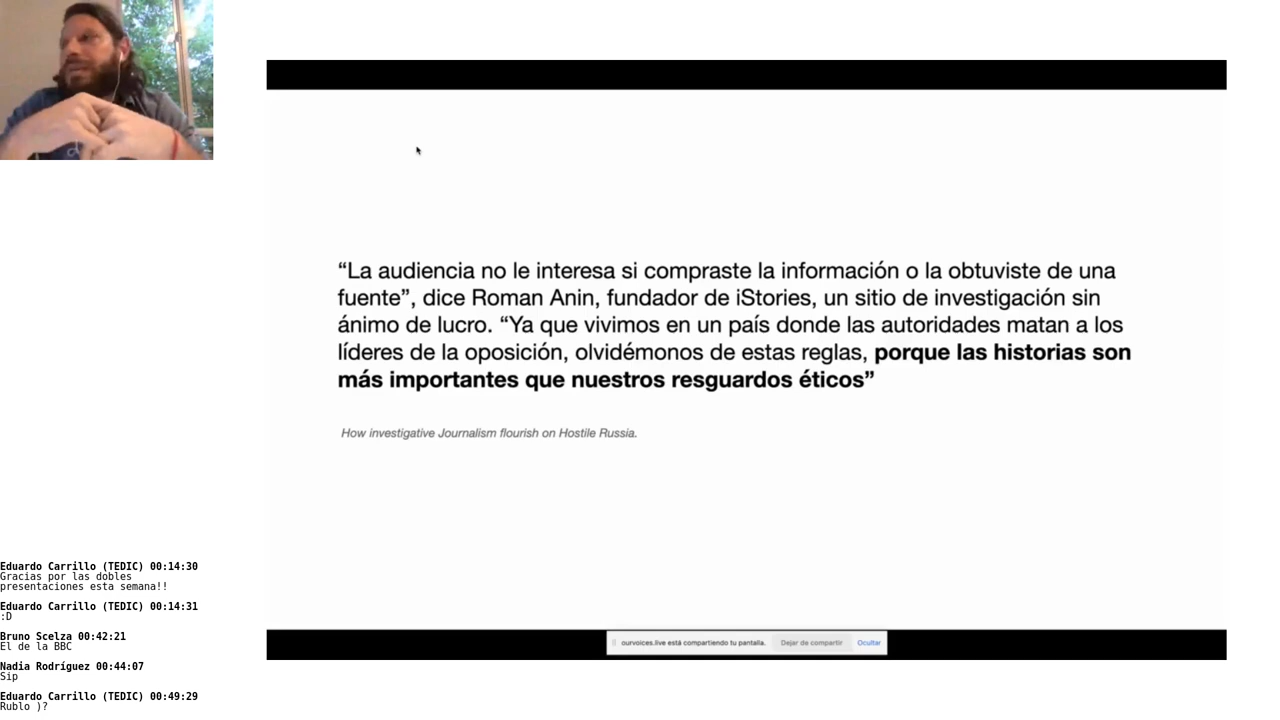 “La audiencia no le interesa si compraste la información o la obtuviste de una
fuente”, dice Roman Anin, fundador de iStories, un sitio de investigación sin
ánimo de lucro. “Ya que vivimos en un país donde las autoridades matan a los
líderes de la oposición, olvidémonos de estas reglas, porque las historias son
más importantes que nuestros resguardos éticos”
How investigative Journalism flourish on Hostile Russia.
ourvoices.live está compartiendo tu pantalla. Dejar de compartir Ocultar
Eduardo Carrillo (TEDIC) 00:14:30
Gracias por las dobles
presentaciones esta semana!!
Eduardo Carrillo (TEDIC) 00:14:31
:D
Bruno Scelza 00:42:21
El de la BBC
Nadia Rodríguez 00:44:07
Sip
Eduardo Carrillo (TEDIC) 00:49:29
Rublo )?